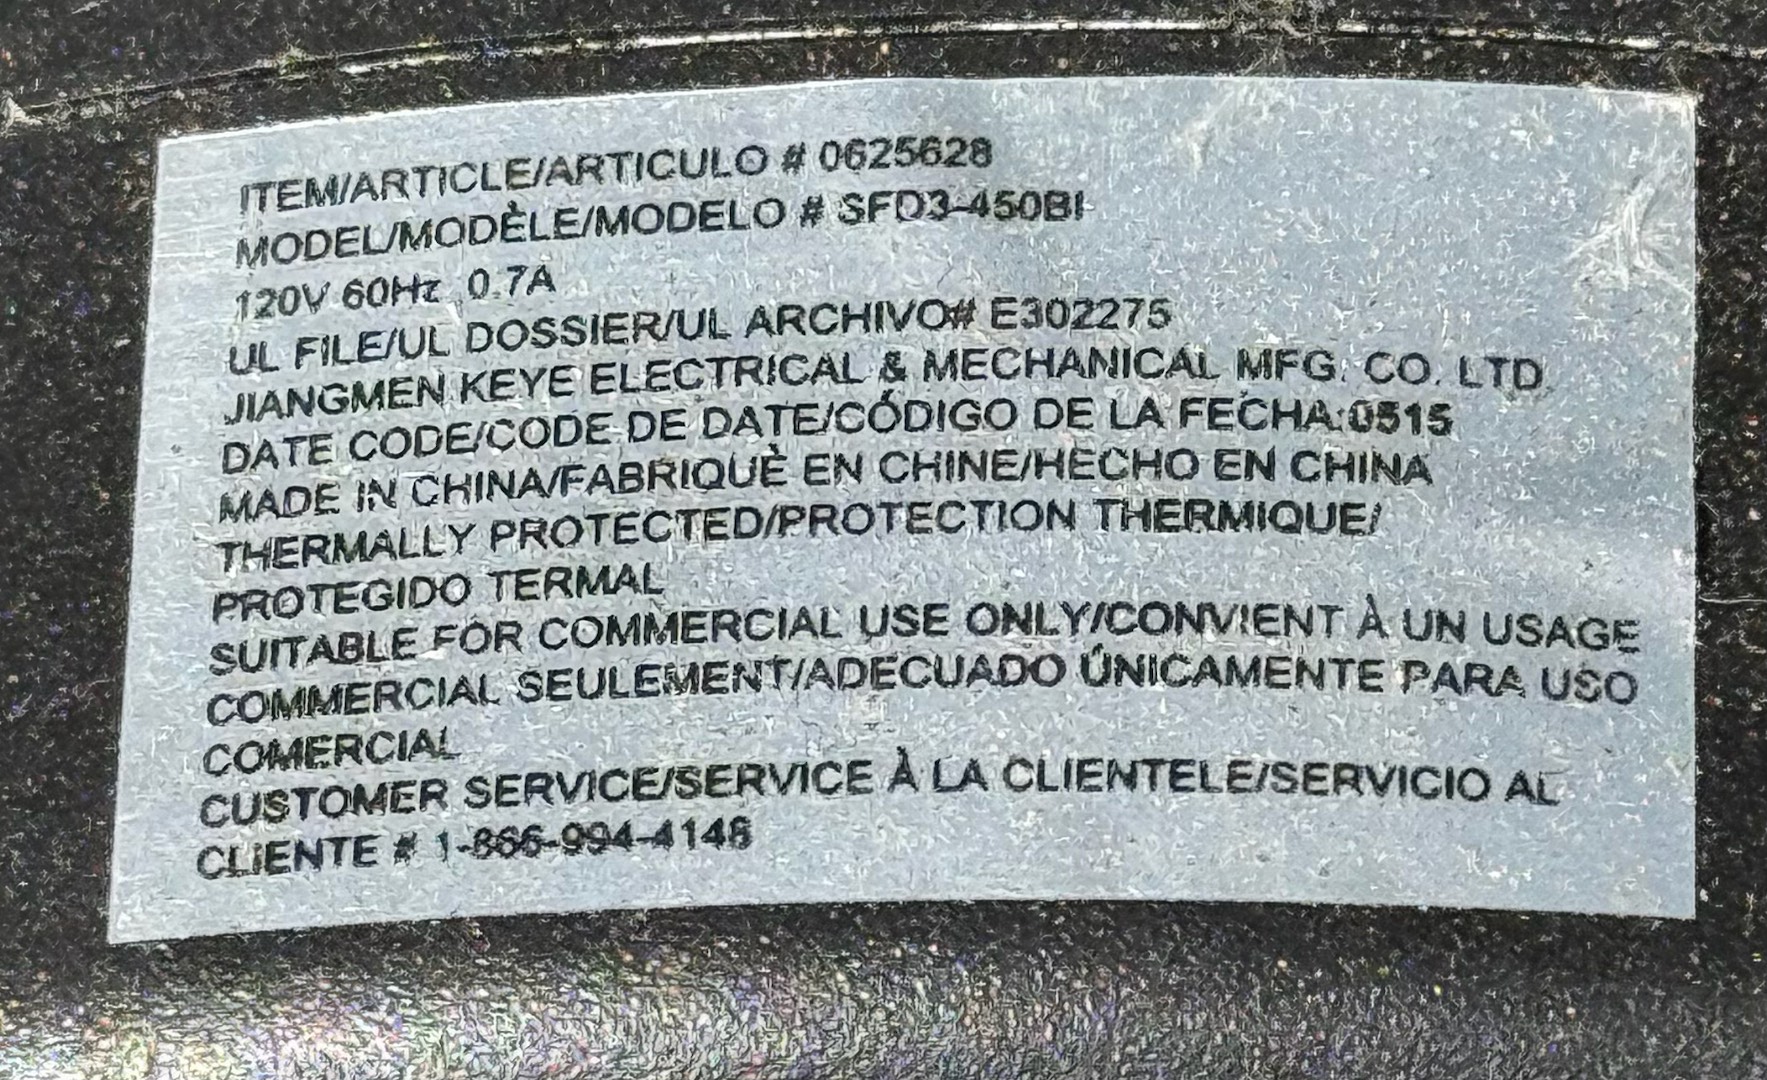 ITEM/ARTICLE/ARTICULO # 0625628
MODEL/MODÈLE/MODELO # SFD3-450BI
120V 60Hz 0.7A
UL FILE/UL DOSSIER/UL ARCHIVO# E302275
JIANGMEN KEYE ELECTRICAL & MECHANICAL MFG. CO. LTD
DATE CODE/CODE DE DATE/CÓDIGO DE LA FECHA:0515
MADE IN CHINA/FABRIQUÈ EN CHINE/HECHO EN CHINA
THERMALLY PROTECTED/PROTECTION THERMIQUE/
PROTEGIDO TERMAL
SUITABLE FOR COMMERCIAL USE ONLY/CONVIENT À UN USAGE
COMMERCIAL SEULEMENT/ADECUADO ÚNICAMENTE PARA USO
COMERCIAL
CUSTOMER SERVICE/SERVICE À LA CLIENTELE/SERVICIO AL
CLIENTE # 1-866-994-4148